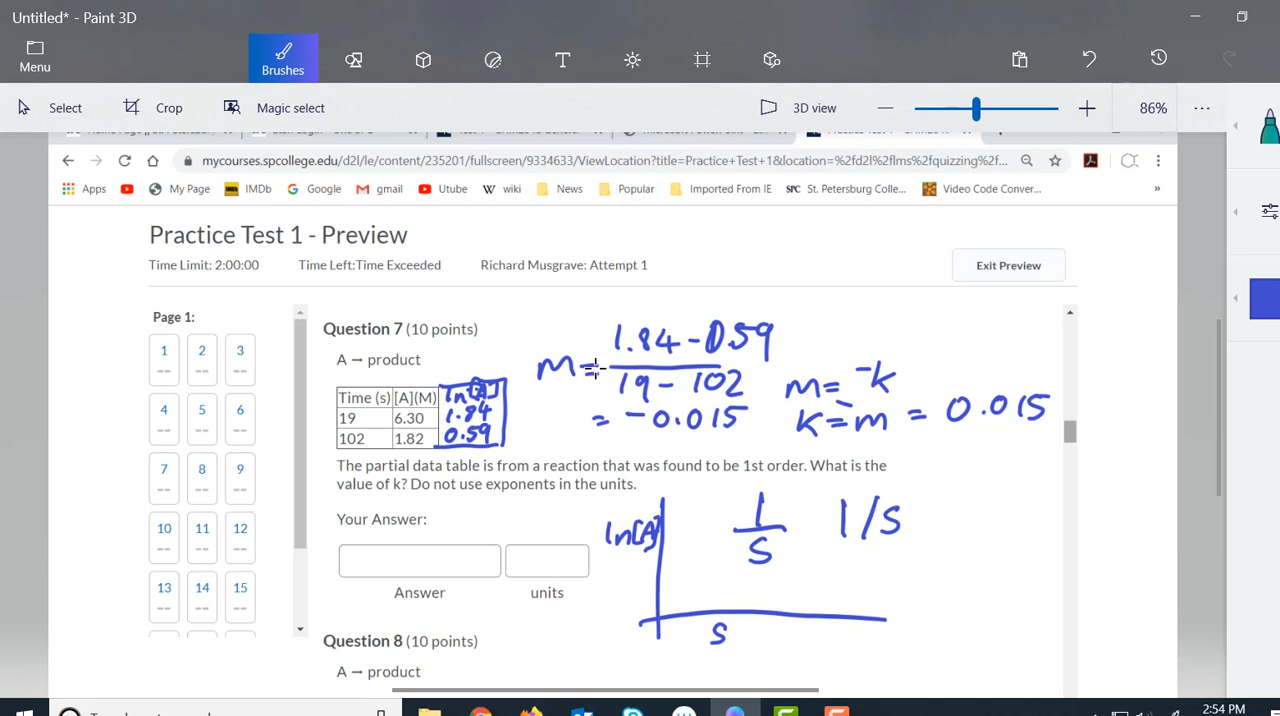 Untitled* - Paint 3D
Menu
Brushes
Select
Crop
Magic select
3D view
86%
mycourses.spcollege.edu/d2l/le/content/235201/fullscreen/9334633/ViewLocation?title=Practice+Test+1&location=%2fd2l%2flms%2fquizzing%2f...
Apps
My Page
IMDb
Google
gmail
Utube
wiki
News
Popular
Imported From IE
SPC St. Petersburg Colle...
Video Code Conver...
Practice Test 1 - Preview
Time Limit: 2:00:00 Time Left:Time Exceeded Richard Musgrave: Attempt 1
Exit Preview
Page 1:
1 2 3
-- -- --
4 5 6
-- -- --
7 8 9
-- -- --
10 11 12
-- -- --
13 14 15
-- -- --
Question 7 (10 points)
A → product
Time (s) [A](M) ln[A]
19 6.30 1.84
102 1.82 0.59
m = 1.84 - 0.59
19 - 102
= -0.015
m = -k
k = -m = 0.015
The partial data table is from a reaction that was found to be 1st order. What is the
value of k? Do not use exponents in the units.
Your Answer:
Answer
units
ln[A]
1
s
1/s
s
Question 8 (10 points)
A → product
2:54 PM